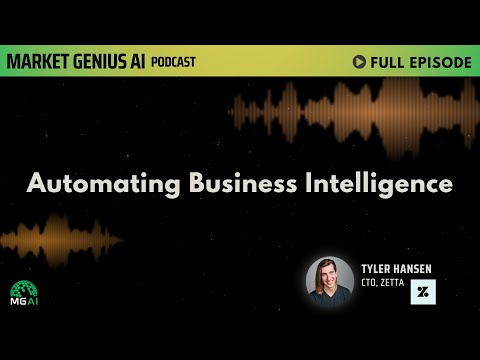 MARKET GENIUS AI PODCAST
FULL EPISODE
Automating Business Intelligence
TYLER HANSEN
CTO, ZETTA
MGAI